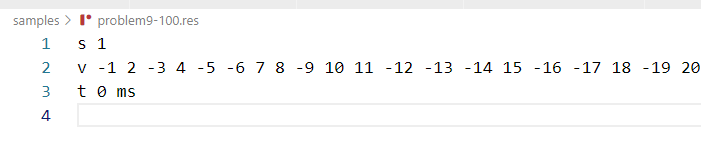 samples > problem9-100.res
1 s 1
2 v -1 2 -3 4 -5 -6 7 8 -9 10 11 -12 -13 -14 15 -16 -17 18 -19 20
3 t 0 ms
4